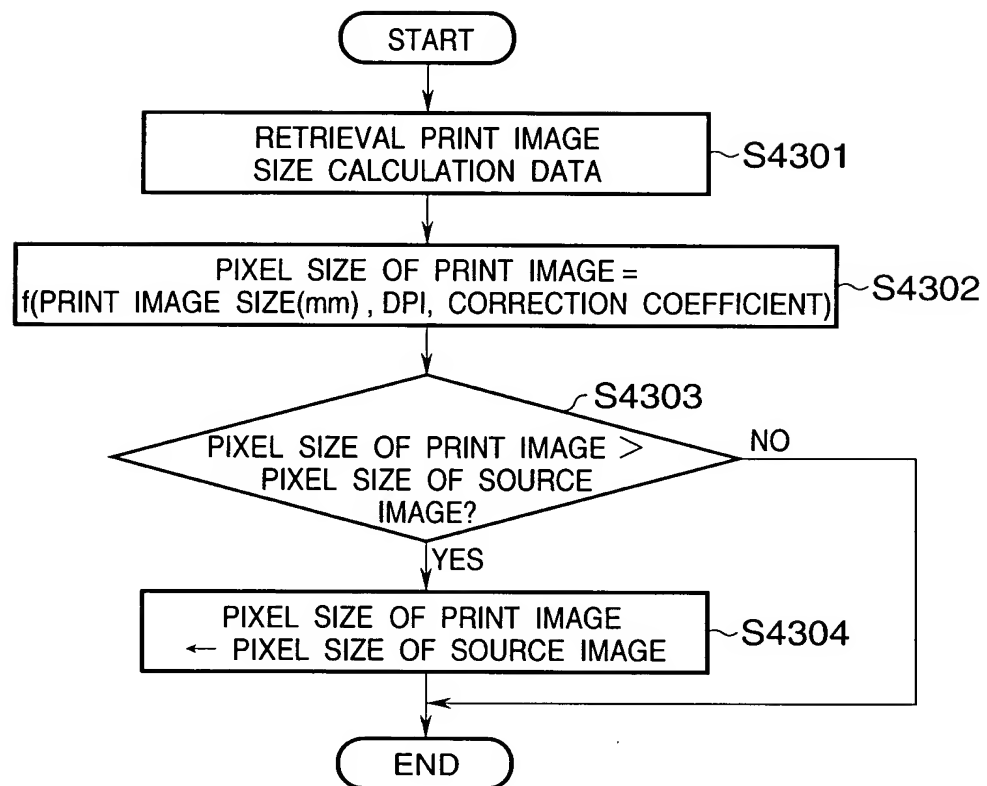 START
RETRIEVAL PRINT IMAGE
SIZE CALCULATION DATA
S4301
PIXEL SIZE OF PRINT IMAGE =
f(PRINT IMAGE SIZE(mm) , DPI, CORRECTION COEFFICIENT)
S4302
S4303
PIXEL SIZE OF PRINT IMAGE >
PIXEL SIZE OF SOURCE
IMAGE?
NO
YES
PIXEL SIZE OF PRINT IMAGE
← PIXEL SIZE OF SOURCE IMAGE
S4304
END